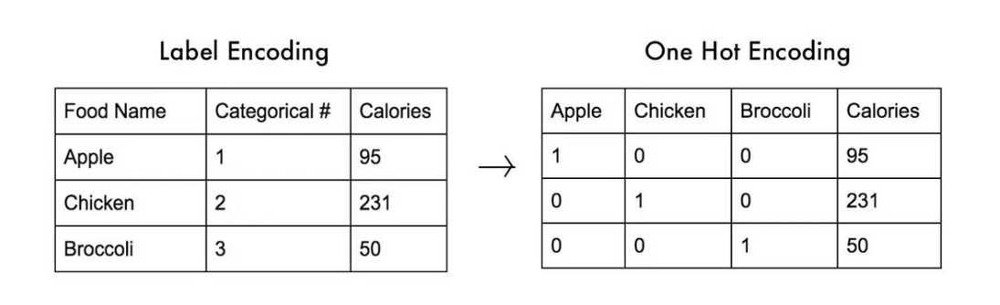 Label Encoding
Food Name Categorical # Calories
Apple 1 95
Chicken 2 231
Broccoli 3 50
→
One Hot Encoding
Apple Chicken Broccoli Calories
1 0 0 95
0 1 0 231
0 0 1 50